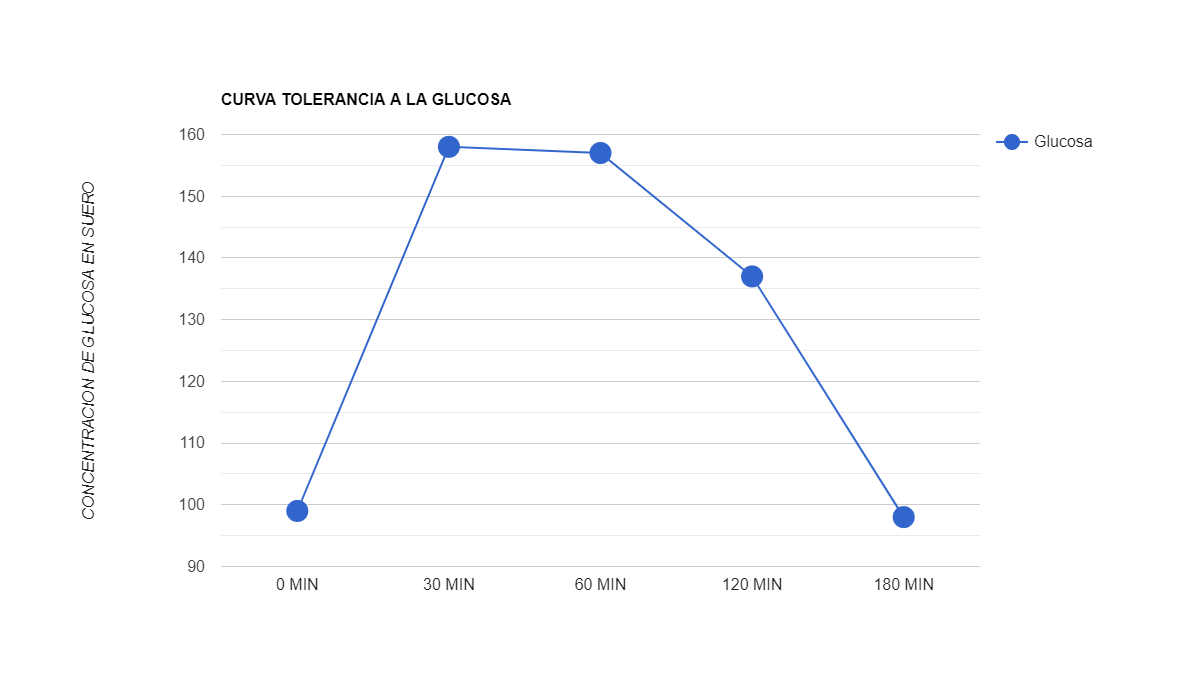 CURVA TOLERANCIA A LA GLUCOSA
Glucosa
CONCENTRACION DE GLUCOSA EN SUERO
160
150
140
130
120
110
100
90
0 MIN
30 MIN
60 MIN
120 MIN
180 MIN